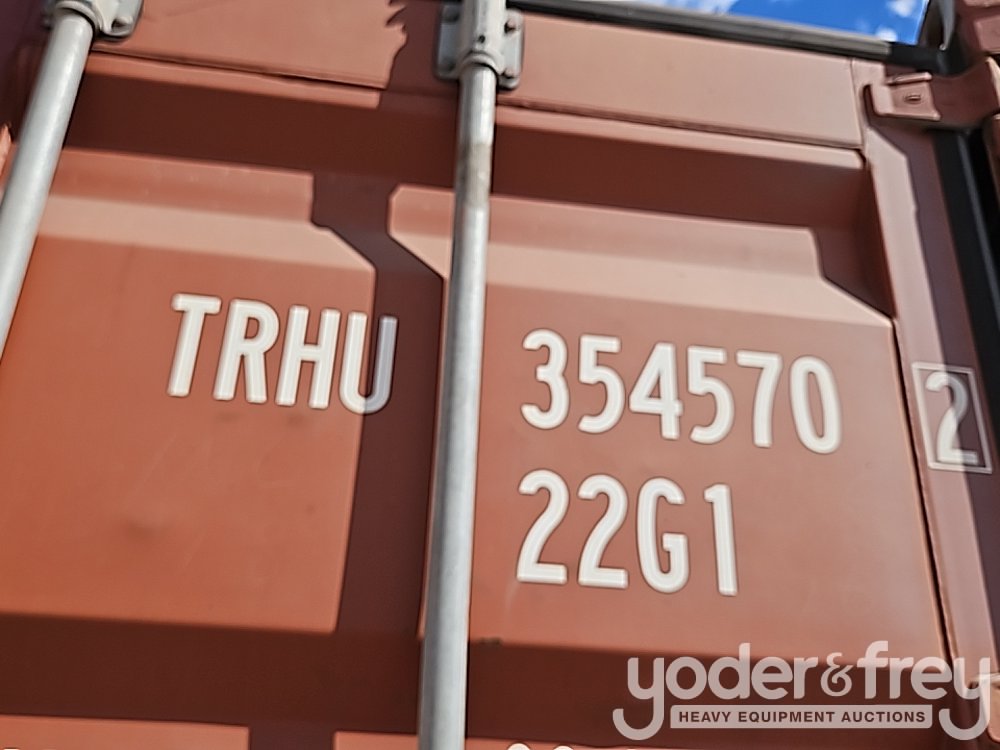 TRHU 354570 2
22G1
yoder&frey
HEAVY EQUIPMENT AUCTIONS